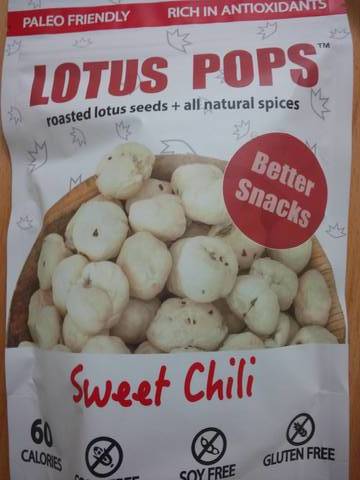 PALEO FRIENDLY RICH IN ANTIOXIDANTS
LOTUS POPS™
roasted lotus seeds + all natural spices
Better
Snacks
Sweet Chili
60
CALORIES
FREE
SOY FREE
GLUTEN FREE